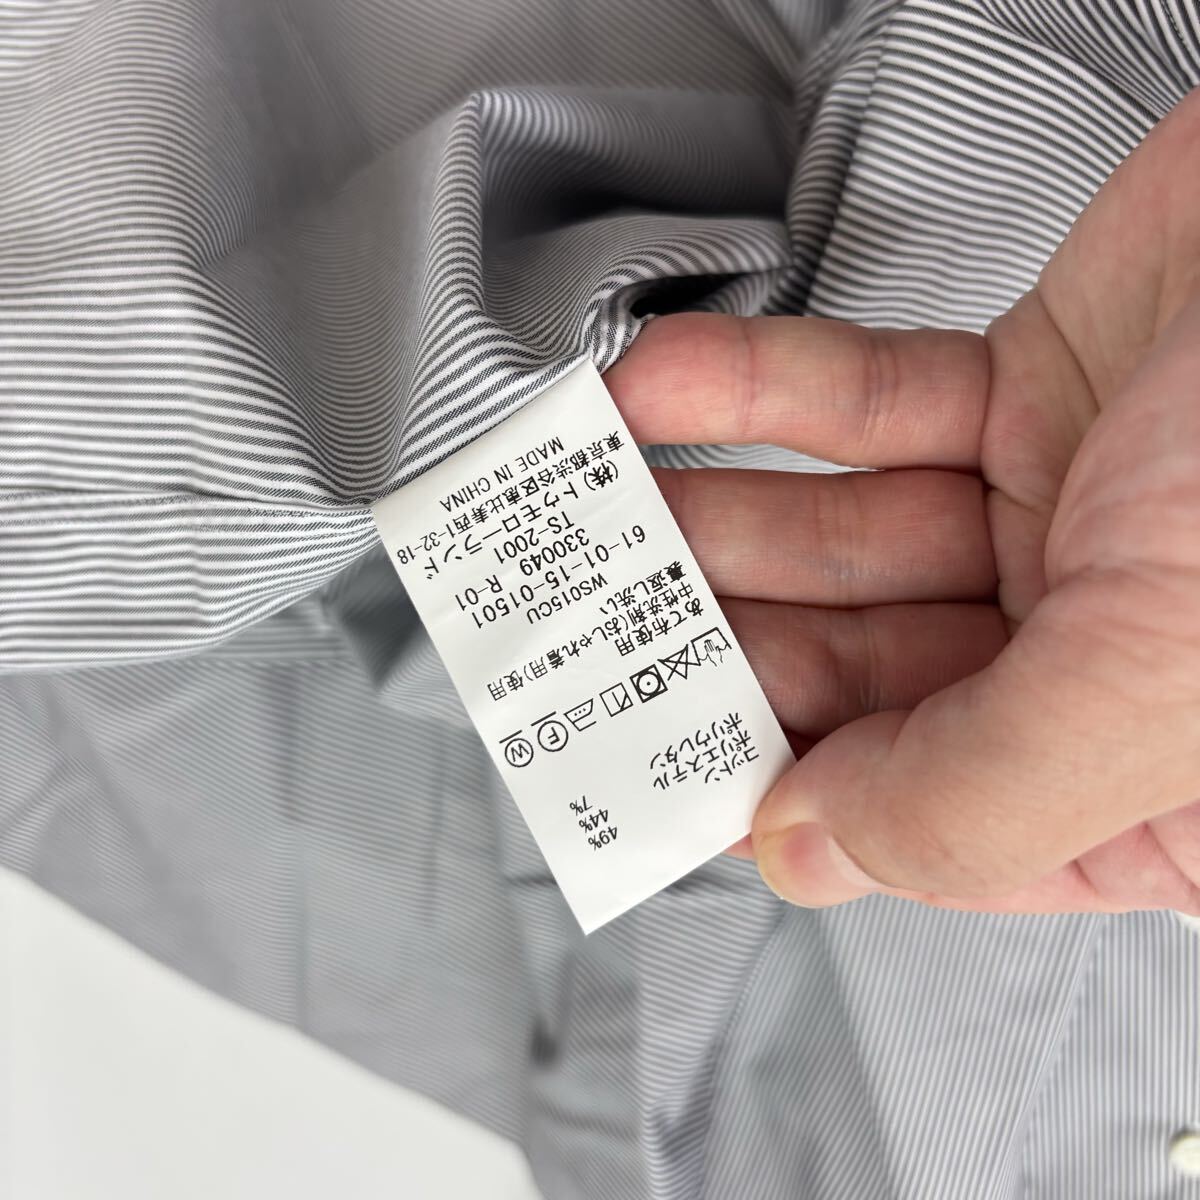 コットン 49%
ポリエステル 44%
ポリウレタン 7%
W
F
あて布使用
中性洗剤(おしゃれ着用)使用
裏返し洗い
WS015CU
61-01-15-01501
330049 R-01
TS-2001
(株)トゥモローランド
東京都渋谷区恵比寿西1-32-18
MADE IN CHINA